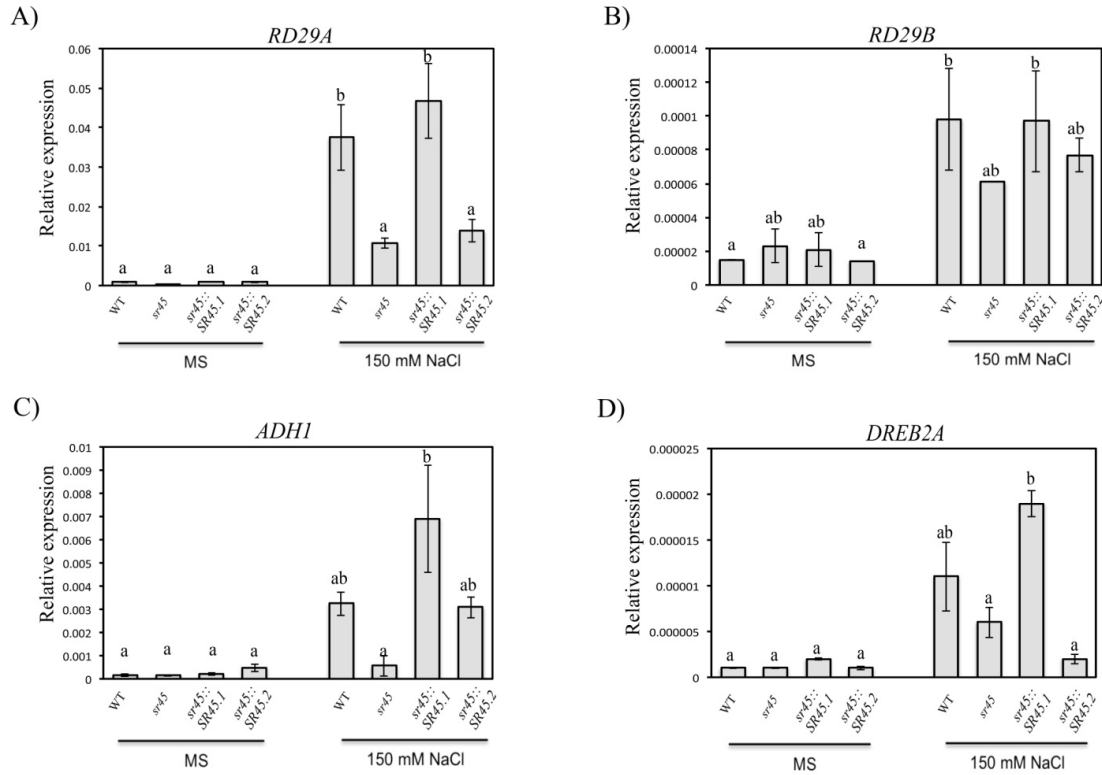 A)
RD29A
Relative expression
0.06
0.05
0.04
0.03
0.02
0.01
0
a
a
a
a
b
a
b
a
WT
sr45
sr45::
SR45.1
sr45::
SR45.2
WT
sr45
sr45::
SR45.1
sr45::
SR45.2
MS
150 mM NaCl
B)
RD29B
Relative expression
0.00014
0.00012
0.0001
0.00008
0.00006
0.00004
0.00002
0
a
ab
ab
a
b
ab
b
ab
WT
sr45
sr45::
SR45.1
sr45::
SR45.2
WT
sr45
sr45::
SR45.1
sr45::
SR45.2
MS
150 mM NaCl
C)
ADH1
Relative expression
0.01
0.009
0.008
0.007
0.006
0.005
0.004
0.003
0.002
0.001
0
a
a
a
a
ab
a
b
ab
WT
sr45
sr45::
SR45.1
sr45::
SR45.2
WT
sr45
sr45::
SR45.1
sr45::
SR45.2
MS
150 mM NaCl
D)
DREB2A
Relative expression
0.000025
0.00002
0.000015
0.00001
0.000005
0
a
a
a
a
ab
a
b
a
WT
sr45
sr45::
SR45.1
sr45::
SR45.2
WT
sr45
sr45::
SR45.1
sr45::
SR45.2
MS
150 mM NaCl